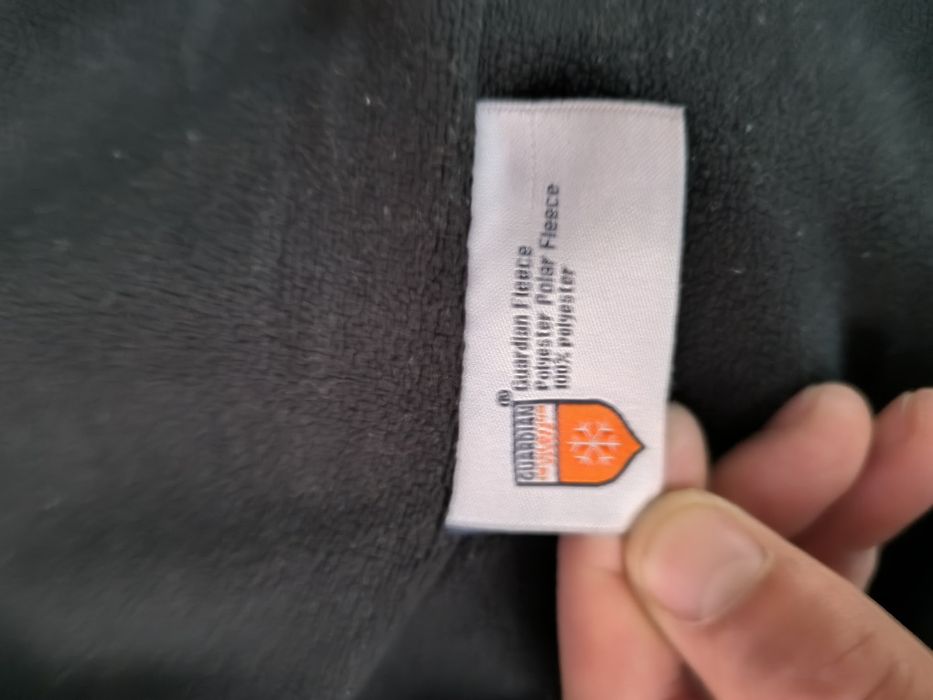 GUARDIAN
®
Guardian Fleece
Polyester Polar Fleece
100% polyester